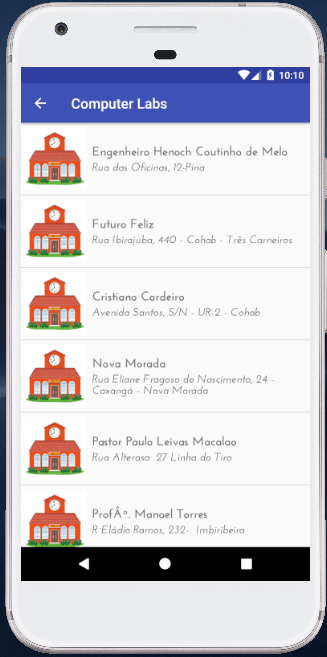 10:10
Computer Labs
Engenheiro Henoch Coutinho de Melo
Rua das Oficinas, 12-Pina
Futuro Feliz
Rua Ibirajuba, 440 - Cohab - Três Carneiros
Cristiano Cordeiro
Avenida Santos, S/N - UR-2 - Cohab
Nova Morada
Rua Eliane Fragoso do Nascimento, 24 -
Caxangá - Nova Morada
Pastor Paulo Leivas Macalao
Rua Alterosa 27 Linha do Tiro
ProfÂº. Manoel Torres
R Eládio Ramos, 232- Imbiribeira